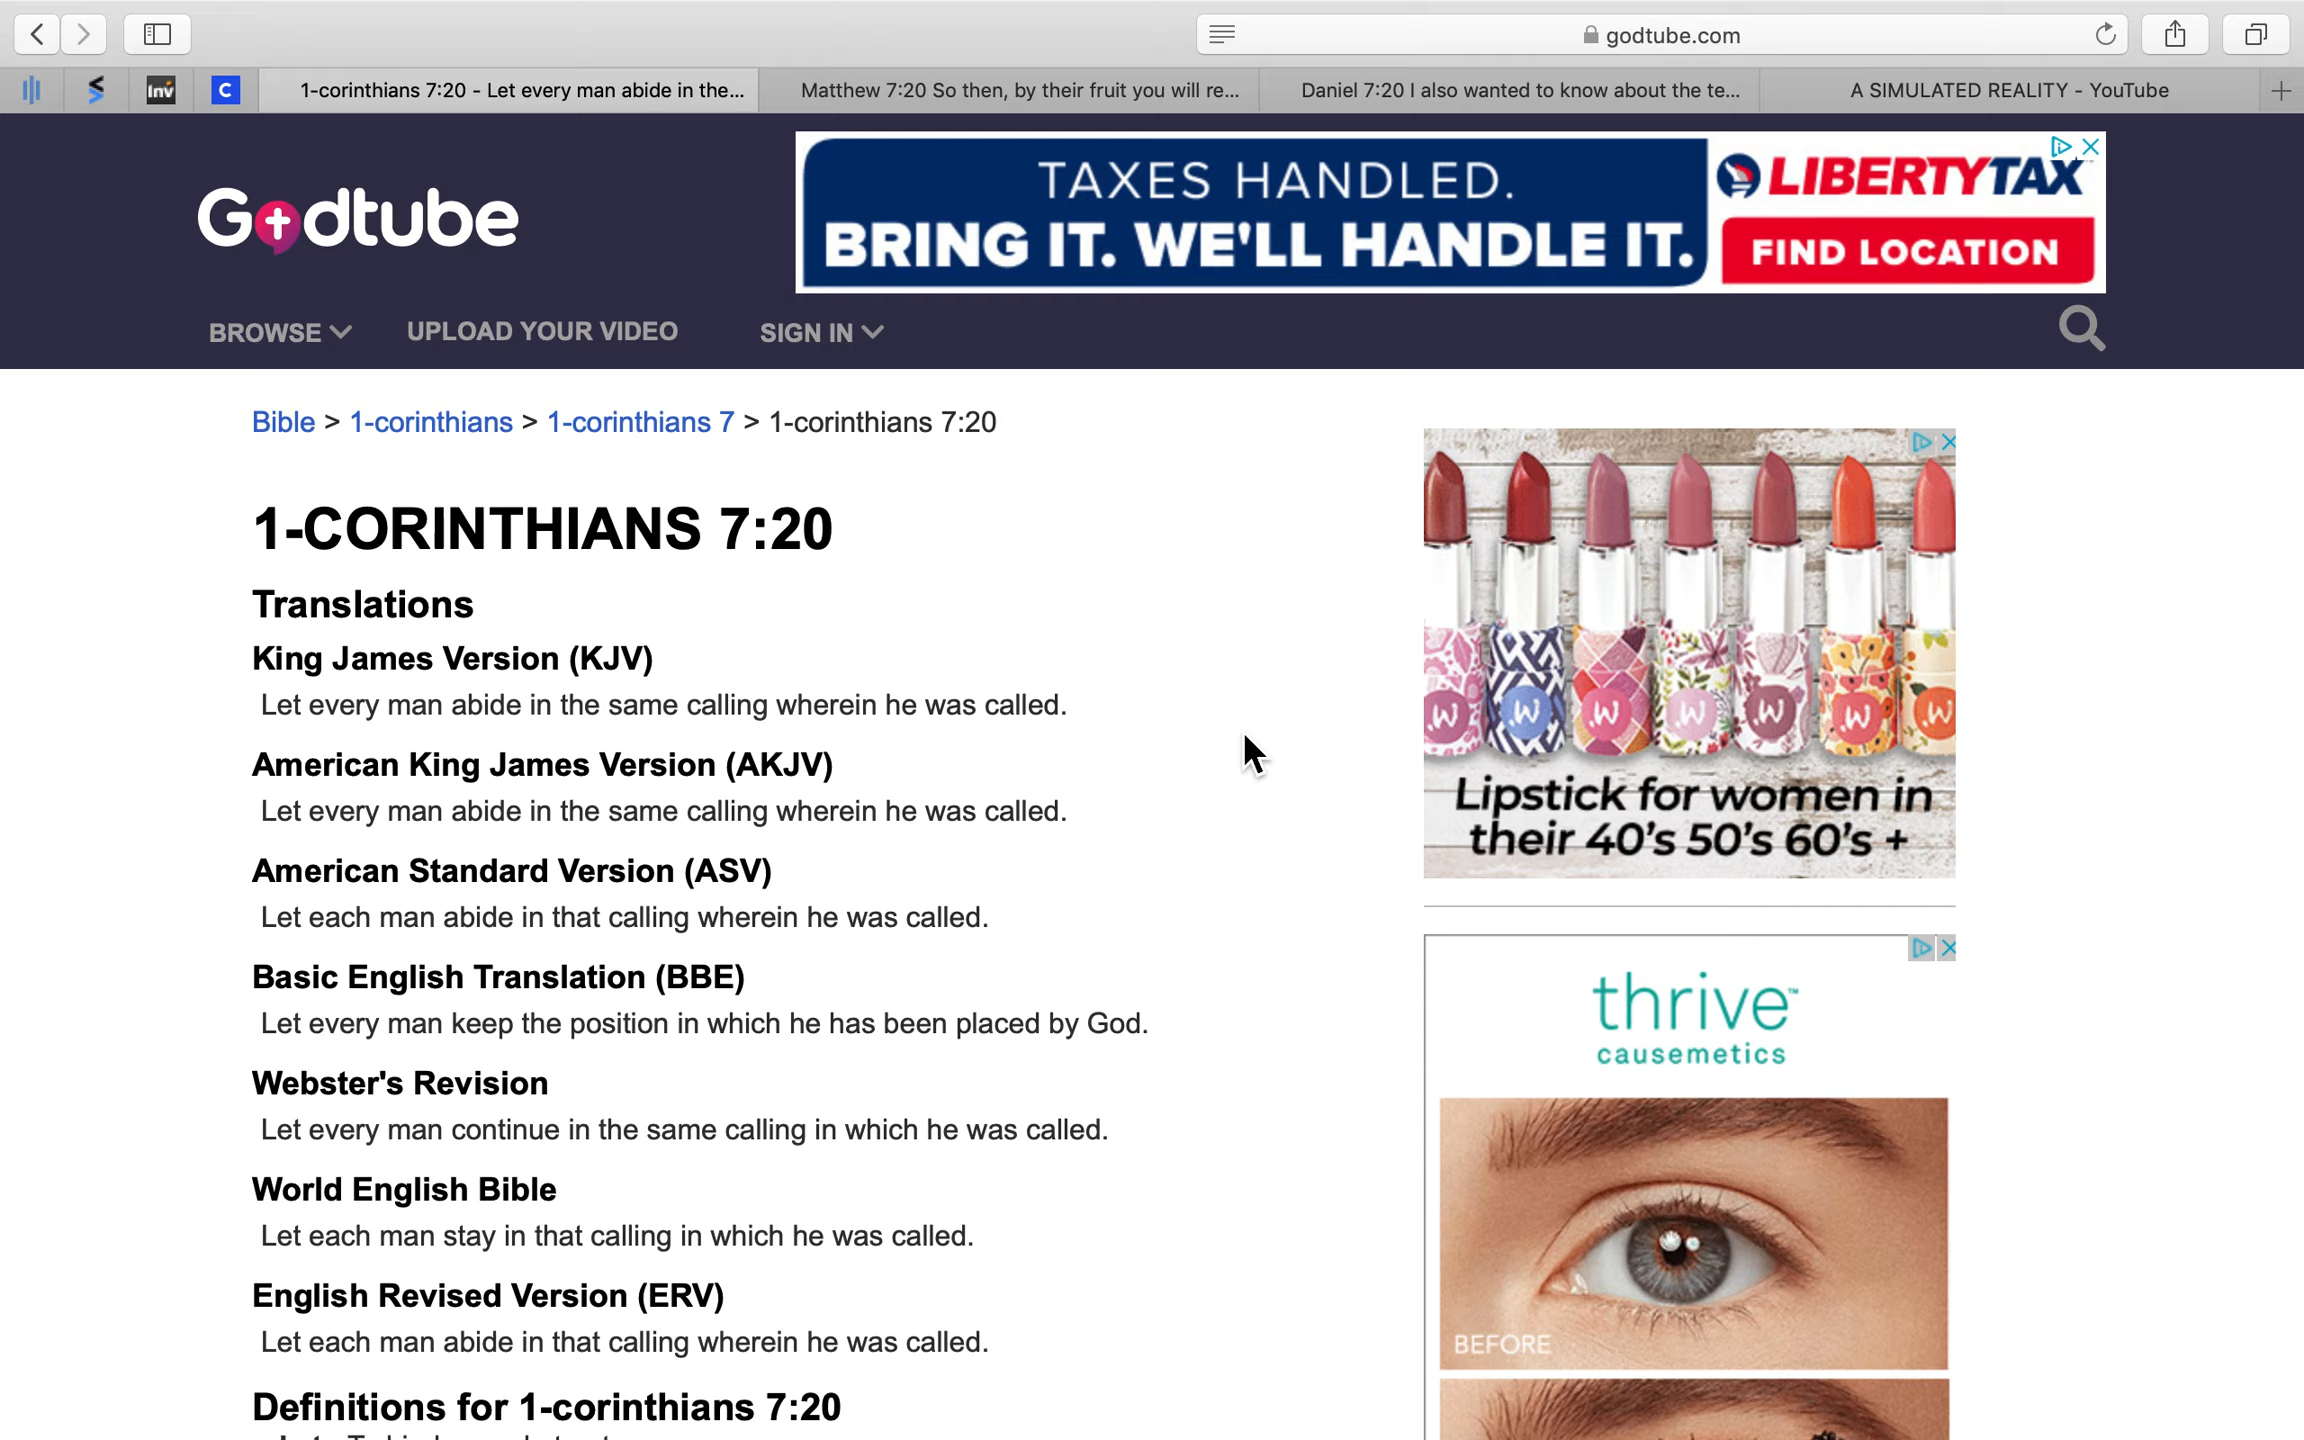 godtube.com
Inv
C
1-corinthians 7:20 - Let every man abide in the...
Matthew 7:20 So then, by their fruit you will re...
Daniel 7:20 I also wanted to know about the te...
A SIMULATED REALITY - YouTube
Godtube
TAXES HANDLED.
BRING IT. WE'LL HANDLE IT.
LIBERTYTAX
FIND LOCATION
BROWSE
UPLOAD YOUR VIDEO
SIGN IN
Bible > 1-corinthians > 1-corinthians 7 > 1-corinthians 7:20
1-CORINTHIANS 7:20
Translations
King James Version (KJV)
Let every man abide in the same calling wherein he was called.
American King James Version (AKJV)
Let every man abide in the same calling wherein he was called.
American Standard Version (ASV)
Let each man abide in that calling wherein he was called.
Basic English Translation (BBE)
Let every man keep the position in which he has been placed by God.
Webster's Revision
Let every man continue in the same calling in which he was called.
World English Bible
Let each man stay in that calling in which he was called.
English Revised Version (ERV)
Let each man abide in that calling wherein he was called.
Definitions for 1-corinthians 7:20
Lipstick for women in
their 40's 50's 60's +
thrive™
causemetics
BEFORE